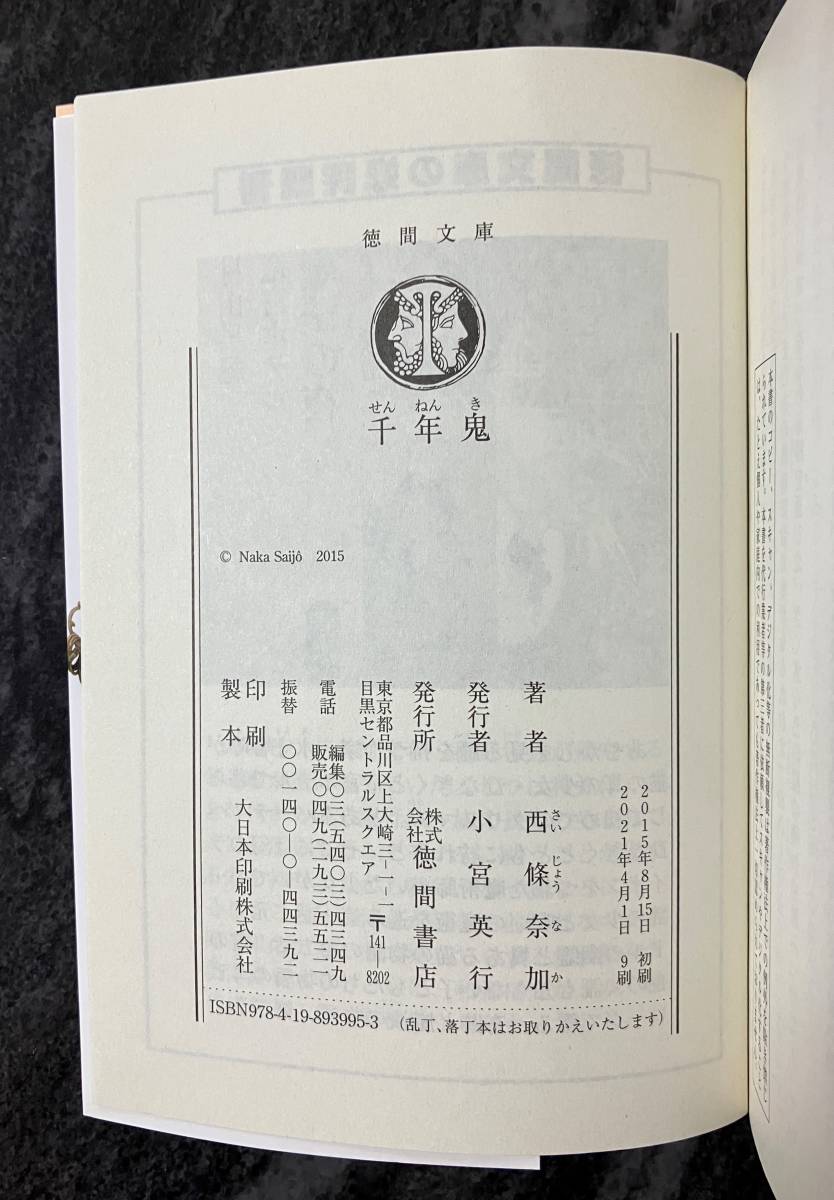 徳間文庫
せんねんき
千年鬼
© Naka Saijô 2015
2015年8月15日 初刷
2021年4月1日 9刷
著者 西條奈加
さいじょうなか
発行者 小宮英行
発行所 株式会社徳間書店
東京都品川区上大崎三−一−一
目黒セントラルスクエア 〒141−8202
電話 編集〇三(五四〇三)四三四九
販売〇四九(二九三)五五二一
振替 〇〇一四〇−〇−四四三九二
印刷
製本 大日本印刷株式会社
ISBN978-4-19-893995-3 (乱丁、落丁本はお取りかえいたします)